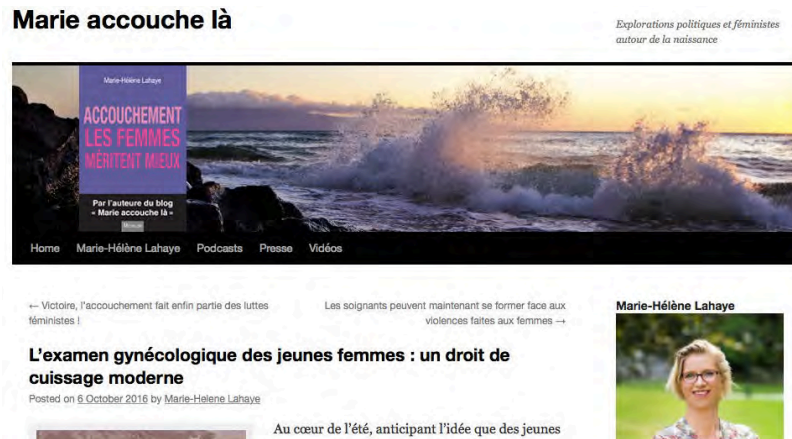 Marie accouche là
Explorations politiques et féministes
autour de la naissance
Marie-Hélène Lahaye
ACCOUCHEMENT
LES FEMMES
MÉRITENT MIEUX
Par l'auteure du blog
« Marie accouche là »
Home Marie-Hélène Lahaye Podcasts Presse Vidéos
← Victoire, l'accouchement fait enfin partie des luttes
féministes !
Les soignants peuvent maintenant se former face aux
violences faites aux femmes →
Marie-Hélène Lahaye
L'examen gynécologique des jeunes femmes : un droit de
cuissage moderne
Posted on 6 October 2016 by Marie-Helene Lahaye
Au cœur de l'été, anticipant l'idée que des jeunes